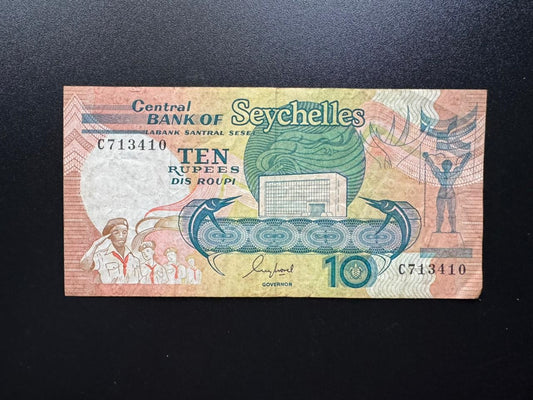 Central
BANK OF Seychelles
LABANK SANTRAL SESEL
C713410
TEN
RUPEES
DIS ROUPI
GOVERNOR
10
C713410